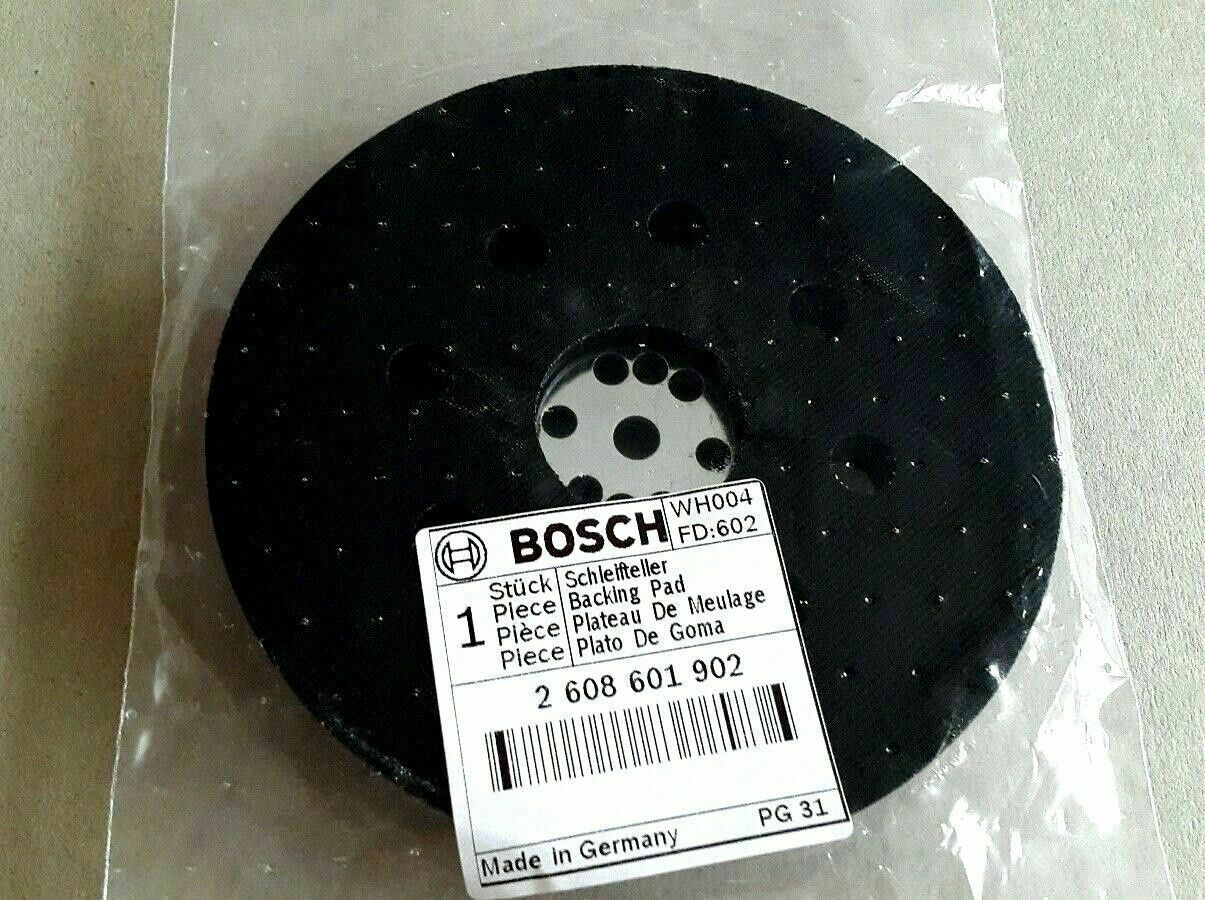 BOSCH
WH004
FD:602
1
Stück
Piece
Pièce
Piece
Schleifteller
Backing Pad
Plateau De Meulage
Plato De Goma
2 608 601 902
Made in Germany
PG 31